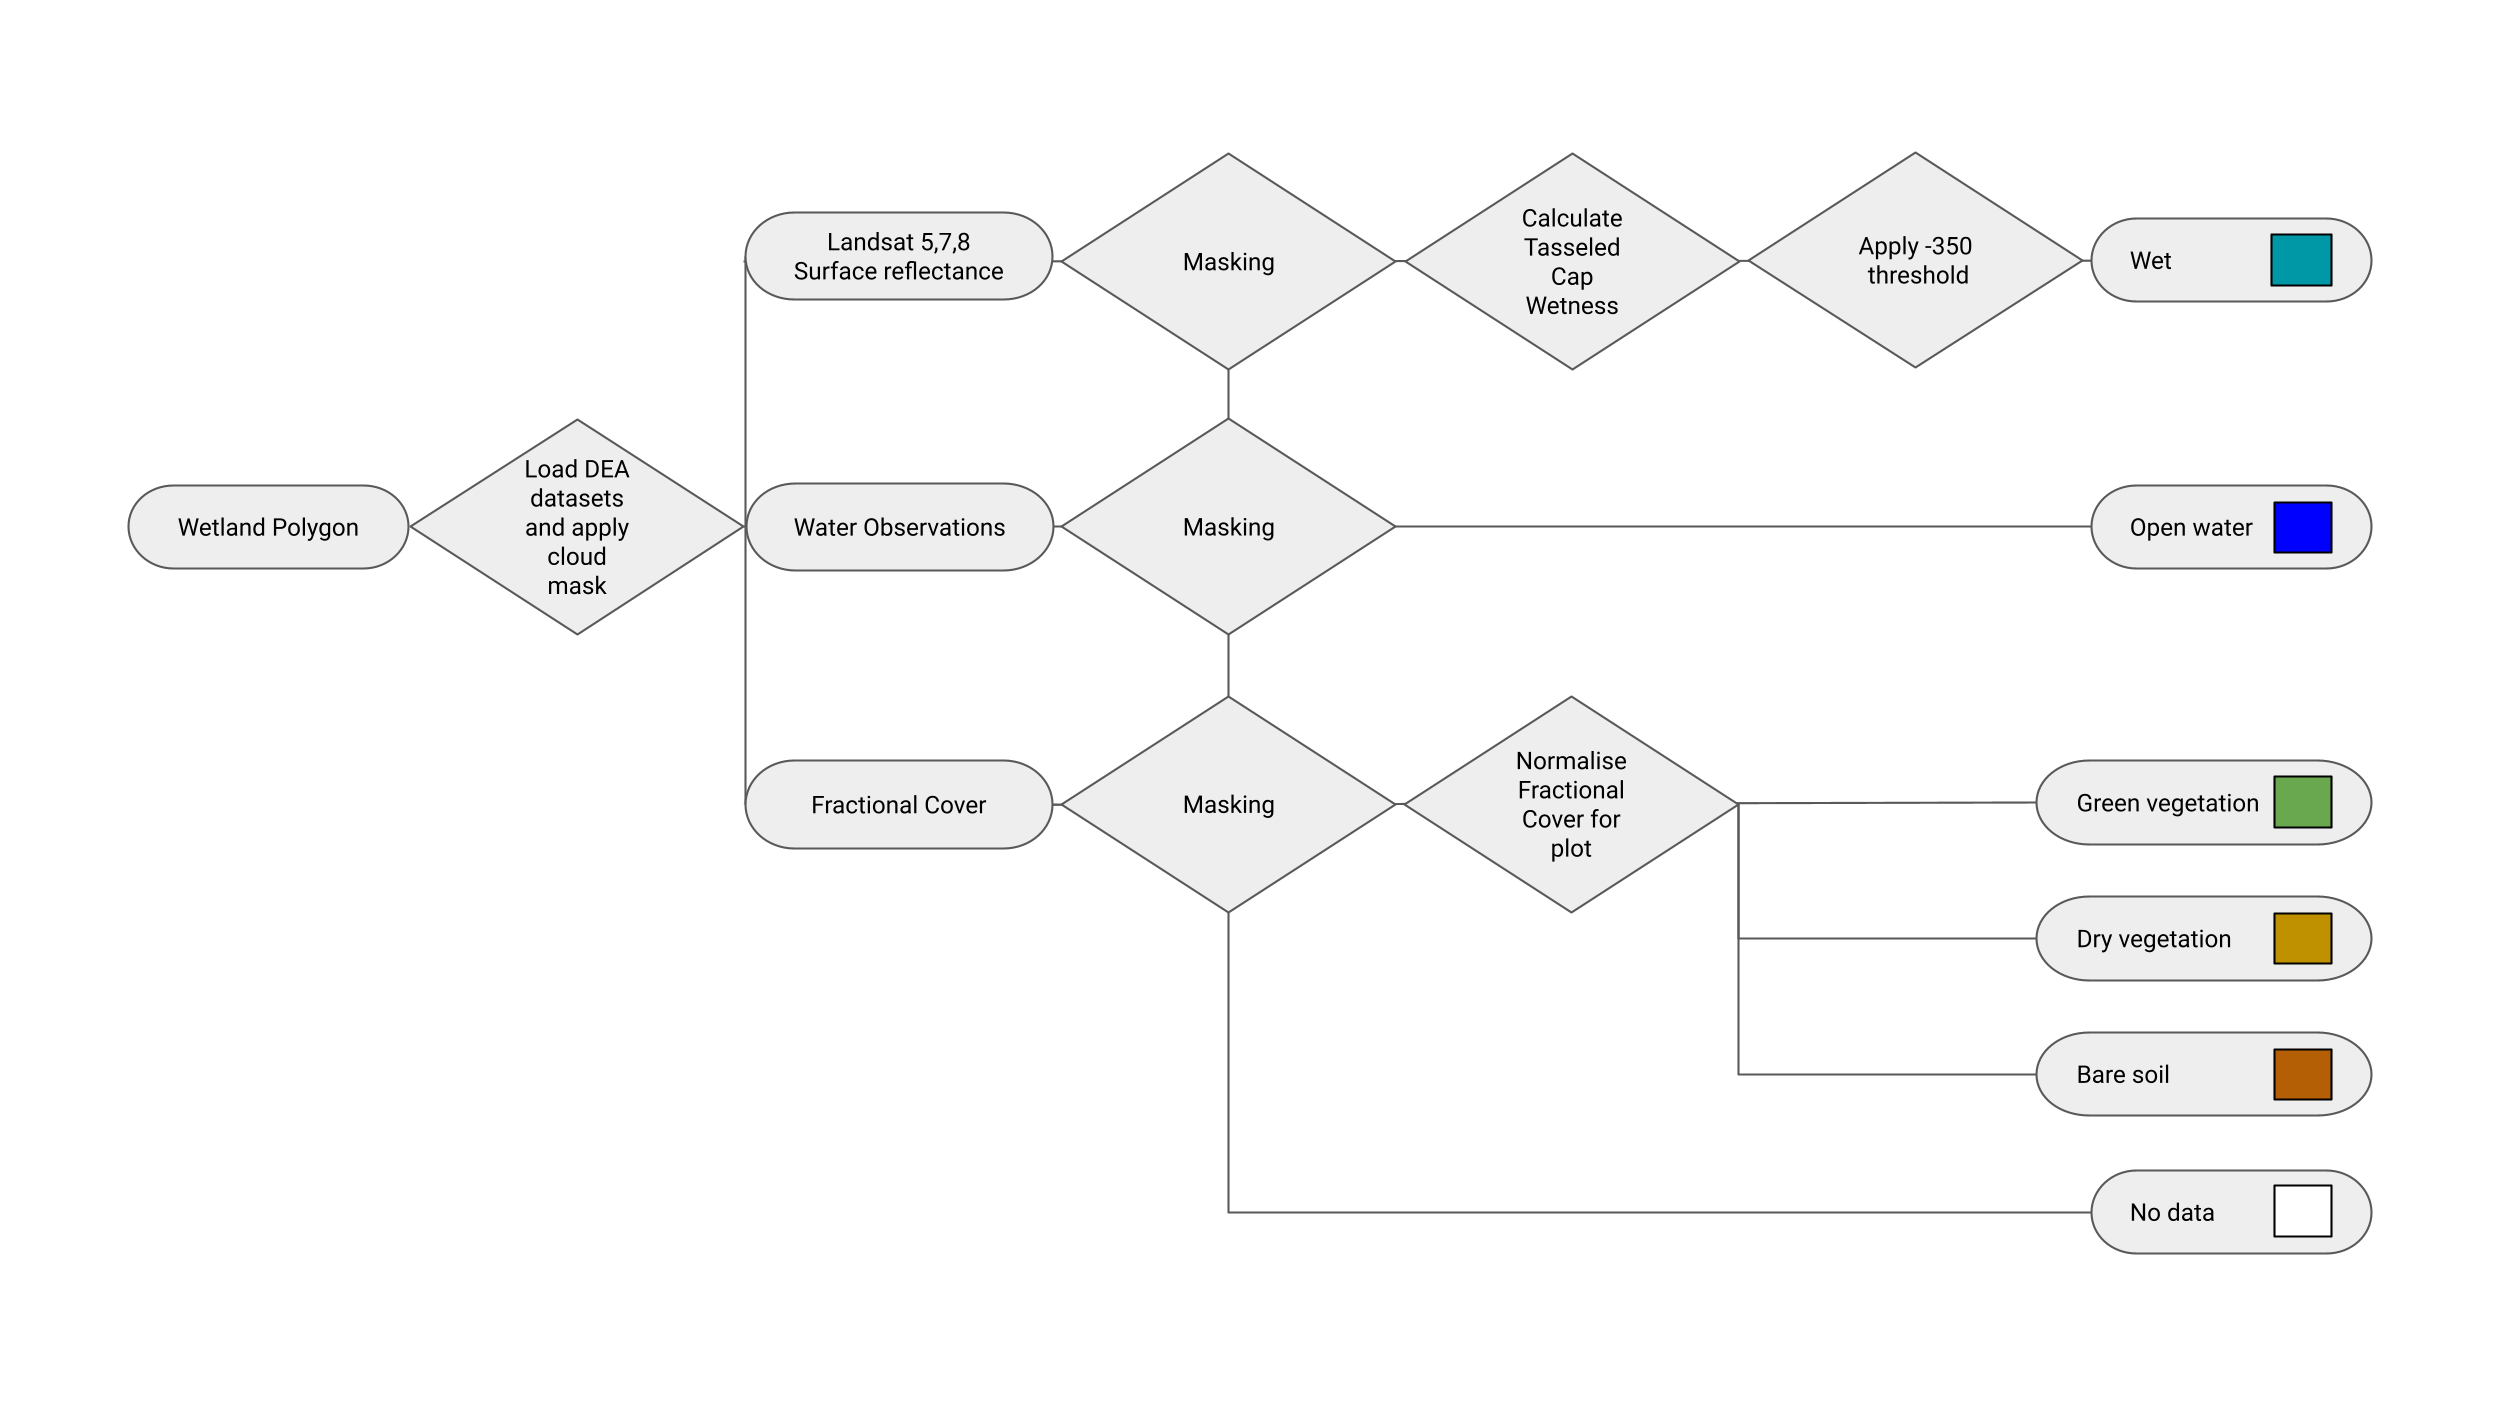 Wetland Polygon
Load DEA
datasets
and apply
cloud
mask
Landsat 5,7,8
Surface reflectance
Masking
Calculate
Tasseled
Cap
Wetness
Apply -350
threshold
Wet
Water Observations
Masking
Open water
Fractional Cover
Masking
Normalise
Fractional
Cover for
plot
Green vegetation
Dry vegetation
Bare soil
No data